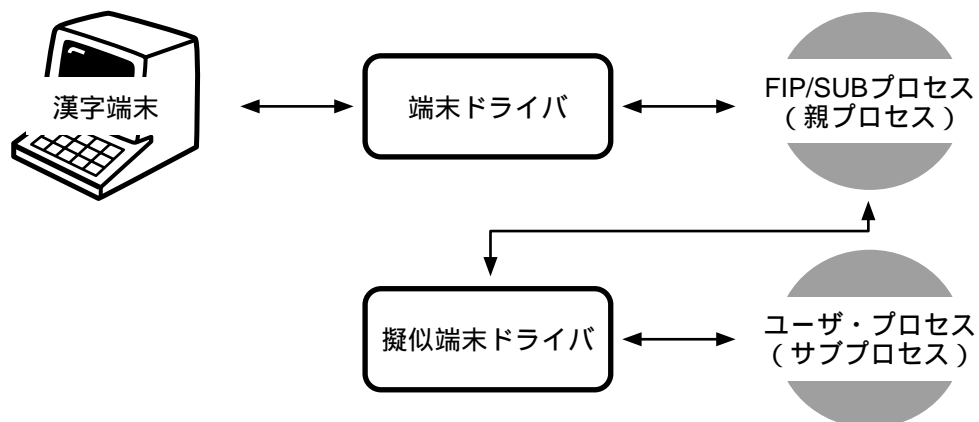 漢字端末
端末ドライバ
FIP/SUBプロセス
(親プロセス)
擬似端末ドライバ
ユーザ・プロセス
(サブプロセス)